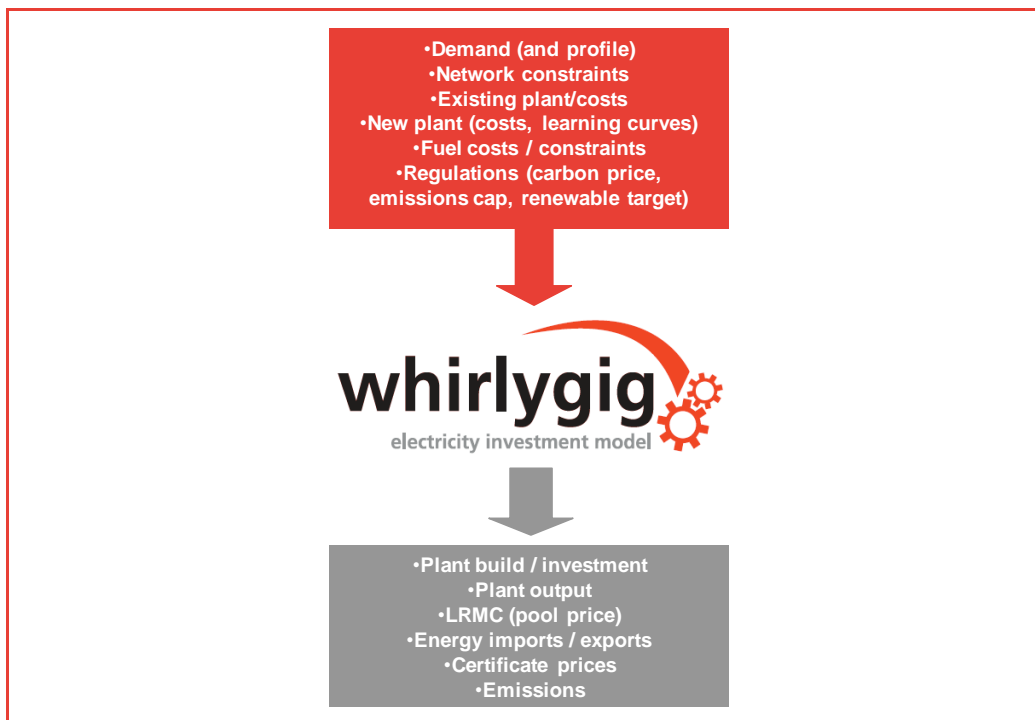 •Demand (and profile)
•Network constraints
•Existing plant/costs
•New plant (costs, learning curves)
•Fuel costs / constraints
•Regulations (carbon price,
emissions cap, renewable target)
whirlygig
electricity investment model
•Plant build / investment
•Plant output
•LRMC (pool price)
•Energy imports / exports
•Certificate prices
•Emissions